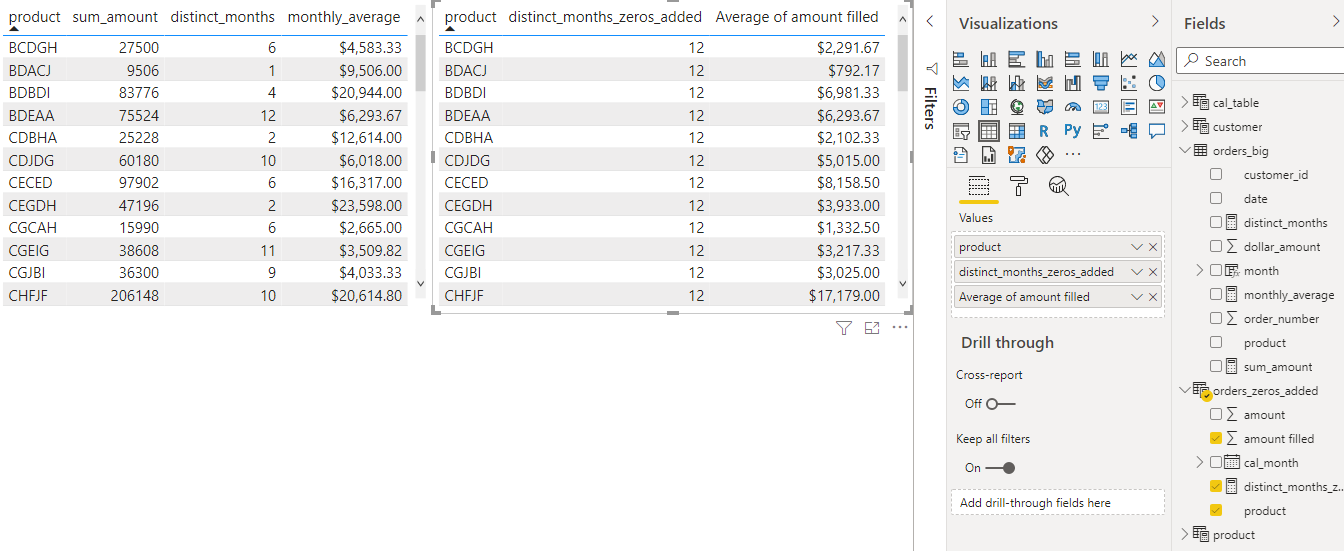 product sum_amount distinct_months monthly_average
BCDGH 27500 6 $4,583.33
BDACJ 9506 1 $9,506.00
BDBDI 83776 4 $20,944.00
BDEAA 75524 12 $6,293.67
CDBHA 25228 2 $12,614.00
CDJDG 60180 10 $6,018.00
CECED 97902 6 $16,317.00
CEGDH 47196 2 $23,598.00
CGCAH 15990 6 $2,665.00
CGEIG 38608 11 $3,509.82
CGJBI 36300 9 $4,033.33
CHFJF 206148 10 $20,614.80
product distinct_months_zeros_added Average of amount filled
BCDGH 12 $2,291.67
BDACJ 12 $792.17
BDBDI 12 $6,981.33
BDEAA 12 $6,293.67
CDBHA 12 $2,102.33
CDJDG 12 $5,015.00
CECED 12 $8,158.50
CEGDH 12 $3,933.00
CGCAH 12 $1,332.50
CGEIG 12 $3,217.33
CGJBI 12 $3,025.00
CHFJF 12 $17,179.00
Filters
Visualizations
123
R Py
Values
product
distinct_months_zeros_added
Average of amount filled
Drill through
Cross-report
Off
Keep all filters
On
Add drill-through fields here
Fields
Search
cal_table
customer
orders_big
customer_id
date
distinct_months
dollar_amount
month
monthly_average
order_number
product
sum_amount
orders_zeros_added
amount
amount filled
cal_month
distinct_months_z...
product
product